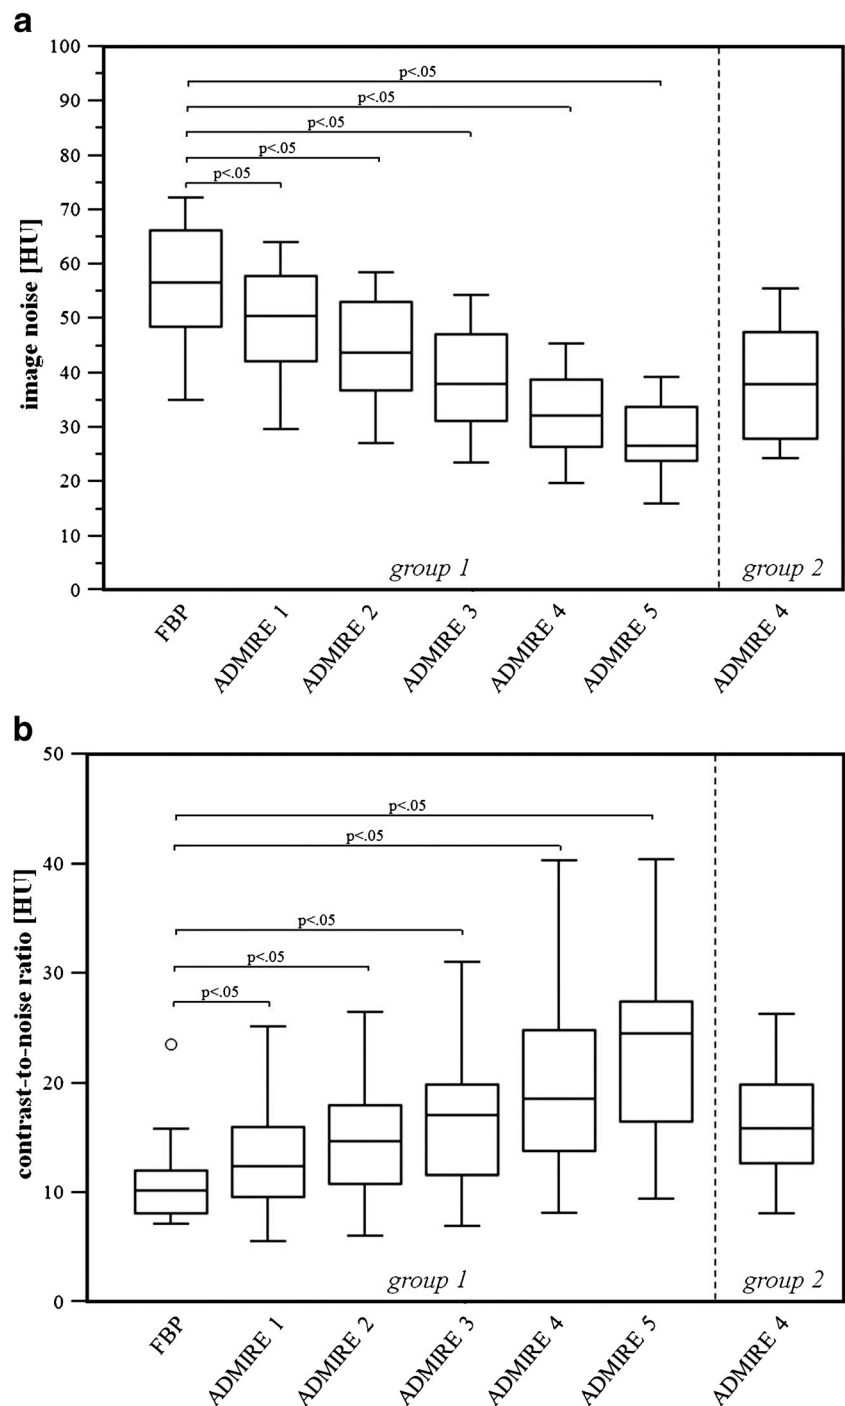 a
100
90
80
70
60
50
40
30
20
10
0
image noise [HU]
p<.05
p<.05
p<.05
p<.05
p<.05
group 1
group 2
FBP
ADMIRE 1
ADMIRE 2
ADMIRE 3
ADMIRE 4
ADMIRE 5
ADMIRE 4
b
50
40
30
20
10
0
contrast-to-noise ratio [HU]
p<.05
p<.05
p<.05
p<.05
p<.05
group 1
group 2
FBP
ADMIRE 1
ADMIRE 2
ADMIRE 3
ADMIRE 4
ADMIRE 5
ADMIRE 4